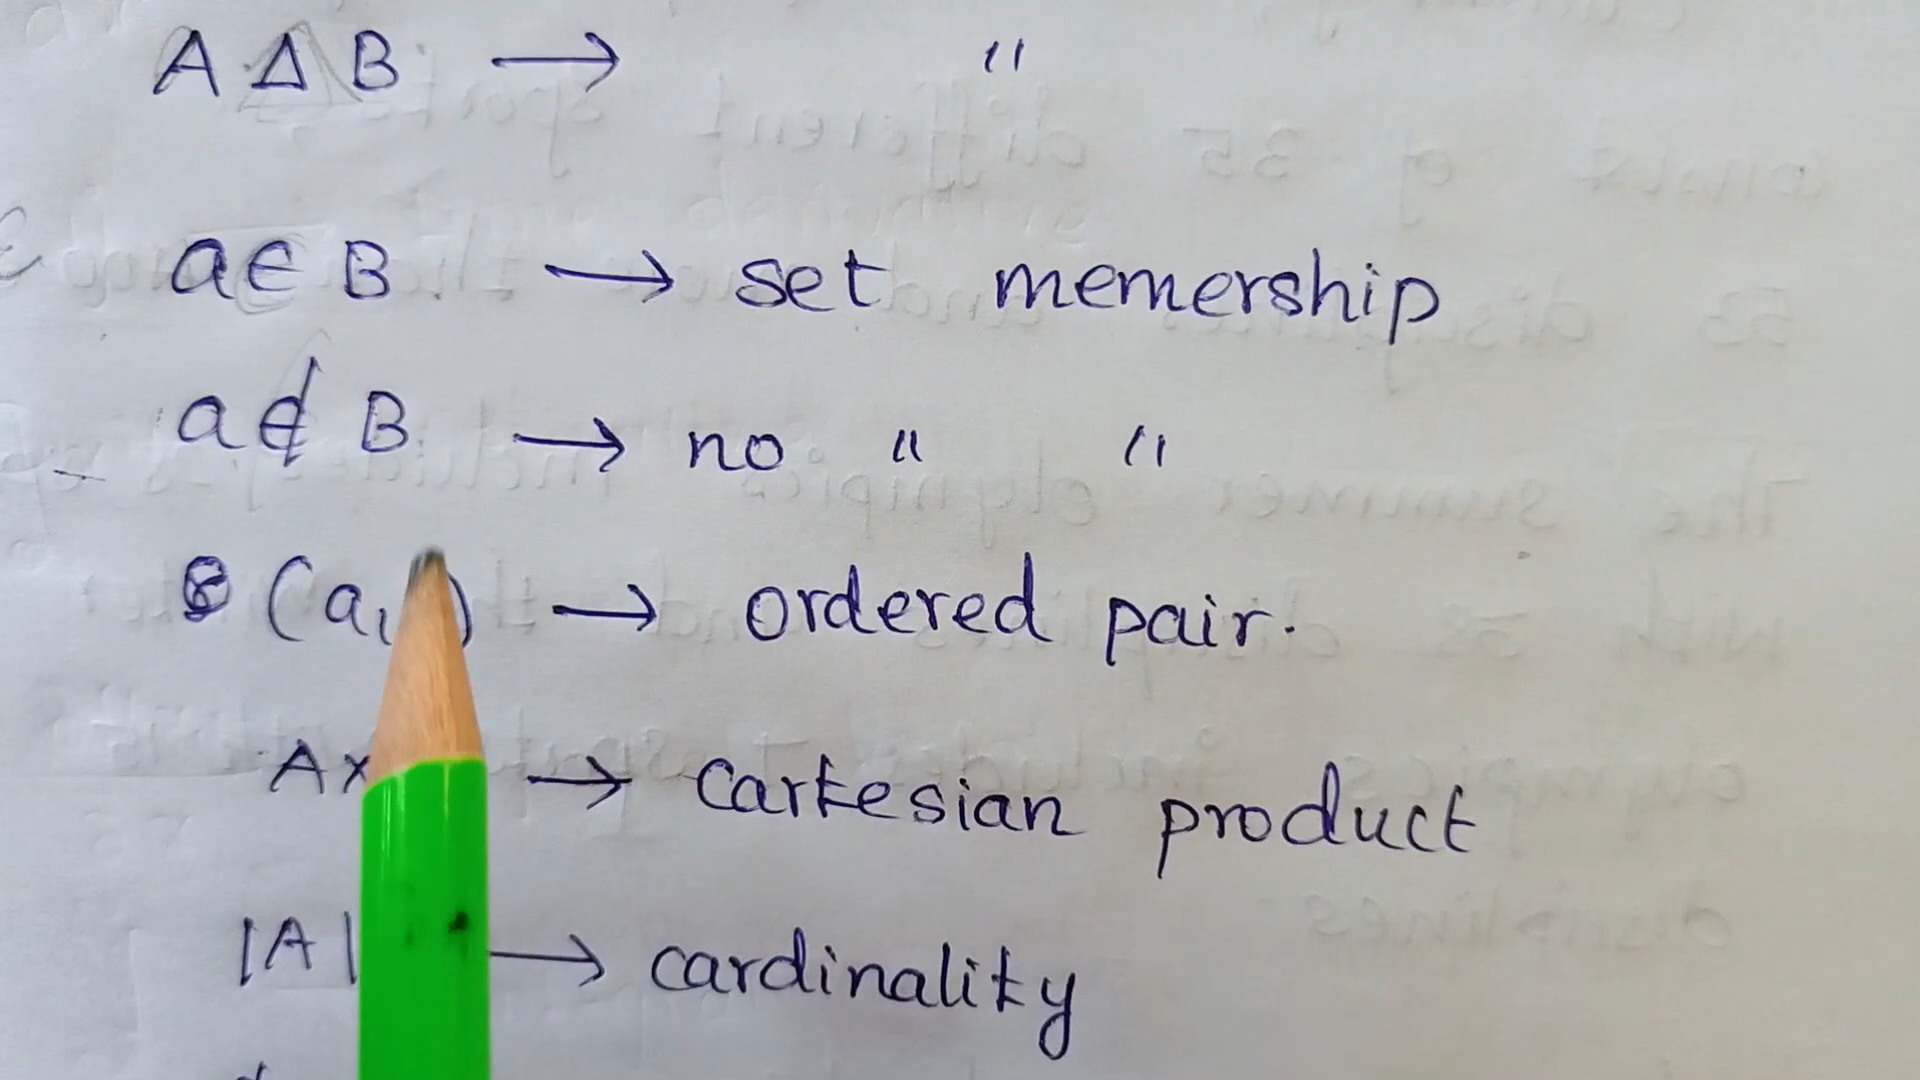 A Δ B → "
a ∈ B → set memership
a ∉ B → no " "
(a, ) → ordered pair.
A× → Cartesian product
|A| → cardinality